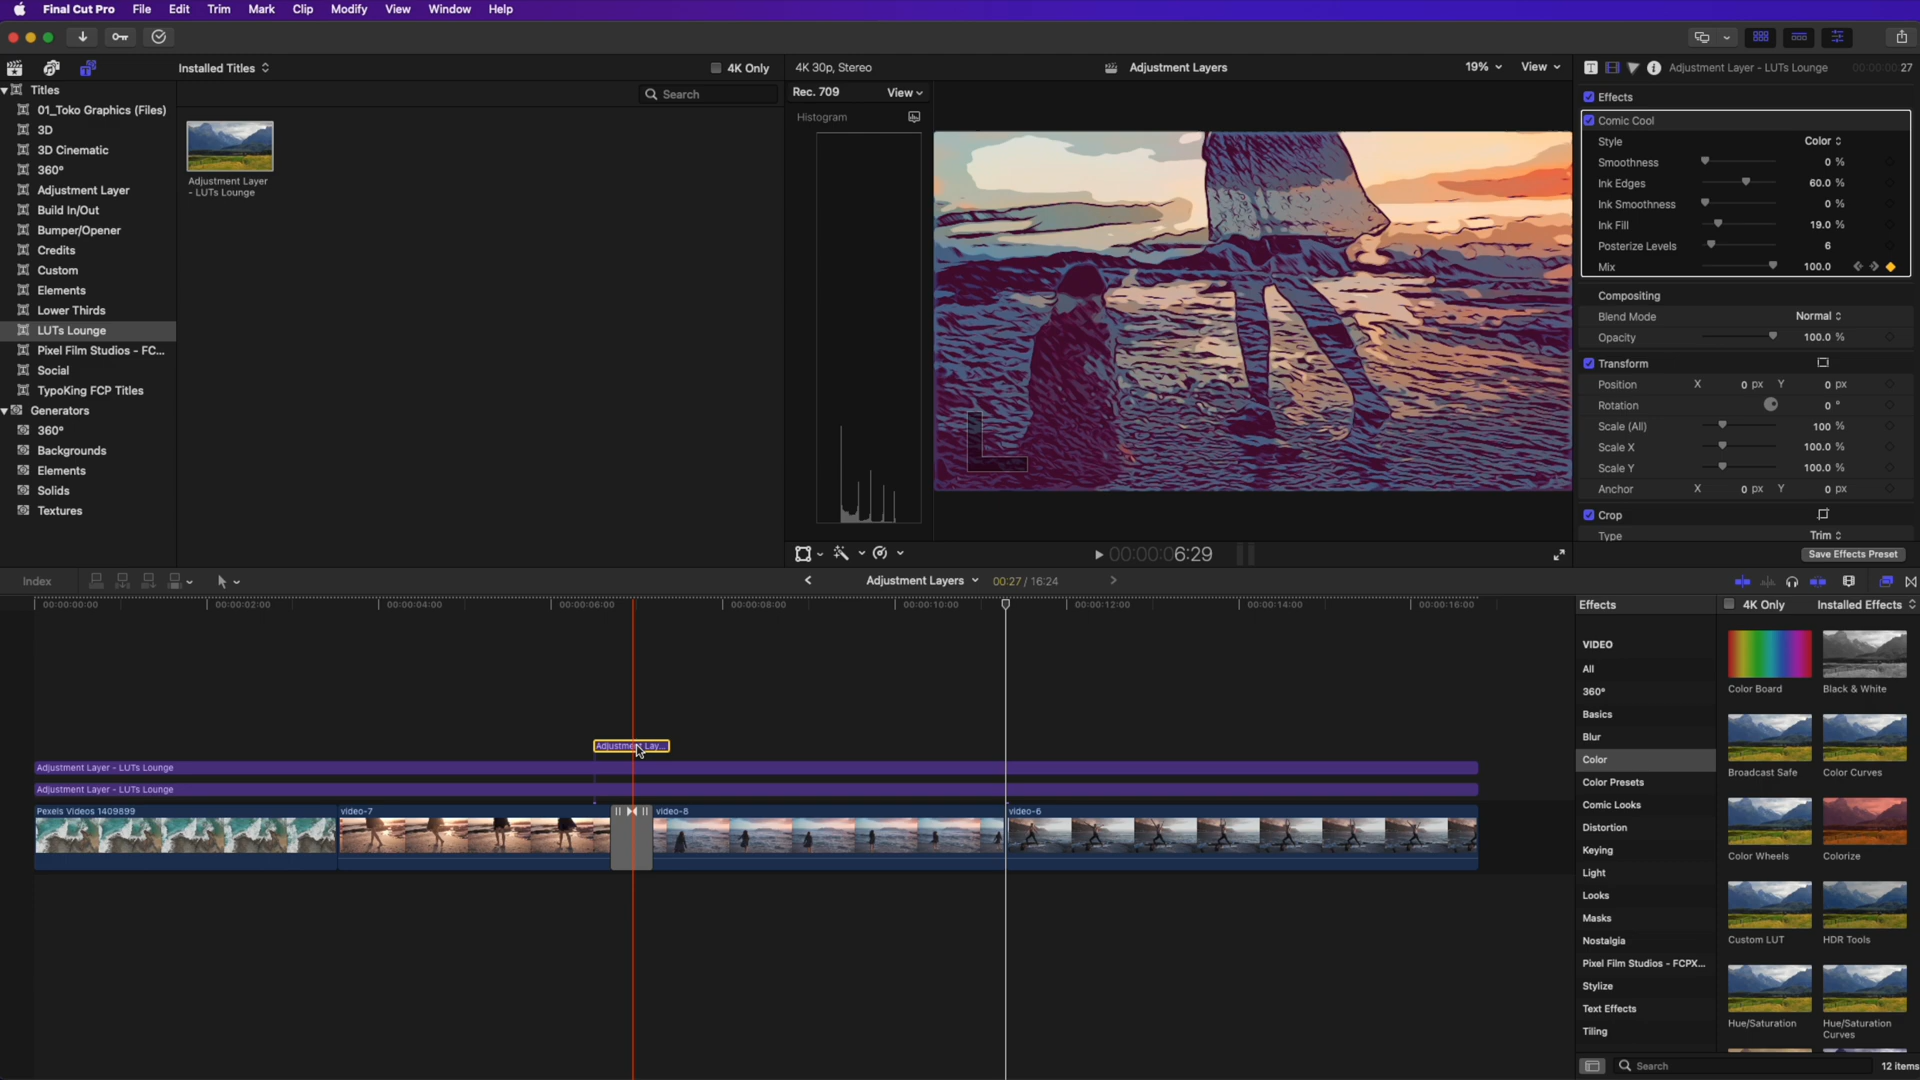 Final Cut Pro File Edit Trim Mark Clip Modify View Window Help
Installed Titles
4K Only
4K 30p, Stereo
Adjustment Layers
19%
View
Adjustment Layer - LUTs Lounge
00:00:00:27
Titles
01_Toko Graphics (Files)
3D
3D Cinematic
360°
Adjustment Layer
Build In/Out
Bumper/Opener
Credits
Custom
Elements
Lower Thirds
LUTs Lounge
Pixel Film Studios - FC...
Social
TypoKing FCP Titles
Generators
360°
Backgrounds
Elements
Solids
Textures
Search
Adjustment Layer
- LUTs Lounge
Rec. 709
View
Histogram
Effects
Comic Cool
Style Color
Smoothness 0 %
Ink Edges 60.0 %
Ink Smoothness 0 %
Ink Fill 19.0 %
Posterize Levels 6
Mix 100.0
Compositing
Blend Mode Normal
Opacity 100.0 %
Transform
Position X 0 px Y 0 px
Rotation 0 °
Scale (All) 100 %
Scale X 100.0 %
Scale Y 100.0 %
Anchor X 0 px Y 0 px
Crop
Type Trim
Save Effects Preset
00:00:06:29
Index
Adjustment Layers
00:27 / 16:24
00:00:00:00
00:00:02:00
00:00:04:00
00:00:06:00
00:00:08:00
00:00:10:00
00:00:12:00
00:00:14:00
00:00:16:00
Adjustment Lay...
Adjustment Layer - LUTs Lounge
Adjustment Layer - LUTs Lounge
Pexels Videos 1409899
video-7
video-8
video-6
Effects
4K Only
Installed Effects
VIDEO
All
360°
Basics
Blur
Color
Color Presets
Comic Looks
Distortion
Keying
Light
Looks
Masks
Nostalgia
Pixel Film Studios - FCPX...
Stylize
Text Effects
Tiling
Color Board
Black & White
Broadcast Safe
Color Curves
Color Wheels
Colorize
Custom LUT
HDR Tools
Hue/Saturation
Hue/Saturation
Curves
Search
12 items